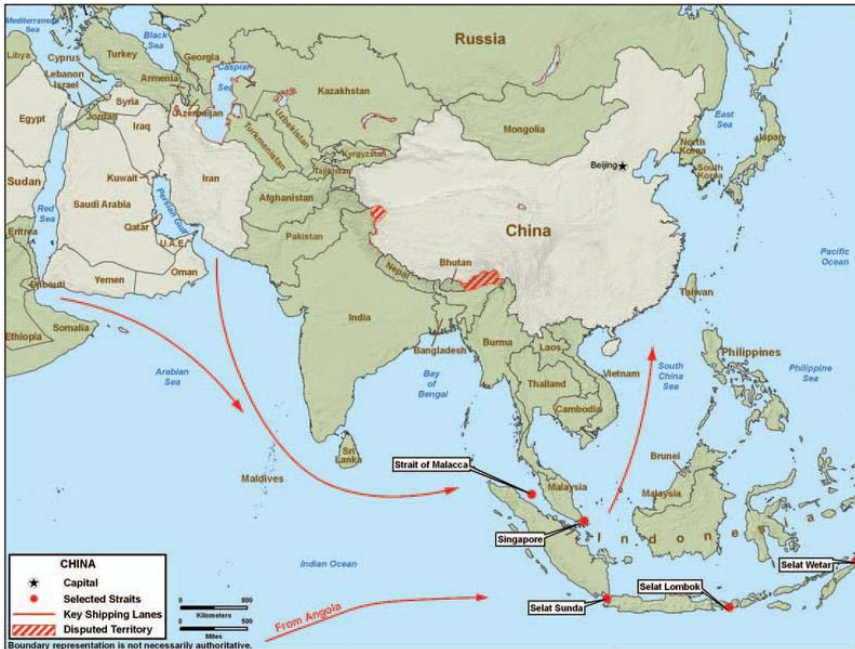 Mediterranean
Sea
Black
Sea
Russia
Libya
Cyprus
Turkey
Georgia
Caspian
Sea
Kazakhstan
Lebanon
Israel
Armenia
Syria
Azerbaijan
Uzbekistan
Mongolia
East
Sea
Egypt
Jordan
Iraq
Turkmenistan
Kyrgyzstan
Tajikistan
Beijing
North
Korea
South
Korea
Japan
Iran
Kuwait
Afghanistan
Sudan
Saudi Arabia
Persian Gulf
China
Red
Sea
Qatar
U.A.E.
Pakistan
Pacific
Ocean
Eritrea
Yemen
Oman
Nepal
Bhutan
Djibouti
Taiwan
India
Ethiopia
Somalia
Bangladesh
Burma
Laos
Arabian
Sea
Bay
of
Bengal
Thailand
Vietnam
South
China
Sea
Philippines
Philippine
Sea
Cambodia
Sri
Lanka
Maldives
Strait of Malacca
Malaysia
Brunei
Malaysia
Singapore
Indonesia
Indian Ocean
Selat Wetar
Selat Lombok
Selat Sunda
From Angola
CHINA
Capital
Selected Straits
Key Shipping Lanes
Disputed Territory
0 800
Kilometers
0 500
Miles
Boundary representation is not necessarily authoritative.